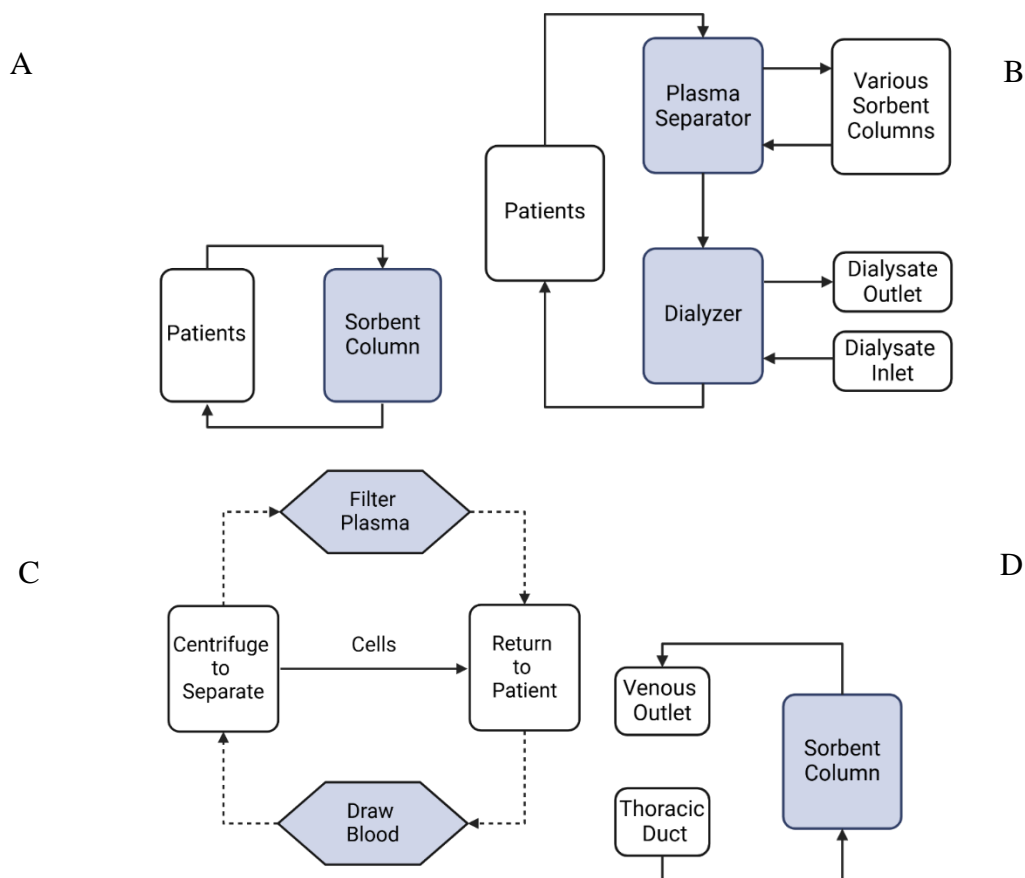 A
Patients
Sorbent
Column
B
Plasma
Separator
Various
Sorbent
Columns
Patients
Dialyzer
Dialysate
Outlet
Dialysate
Inlet
C
Filter
Plasma
Centrifuge
to
Separate
Cells
Return
to
Patient
Draw
Blood
D
Venous
Outlet
Sorbent
Column
Thoracic
Duct